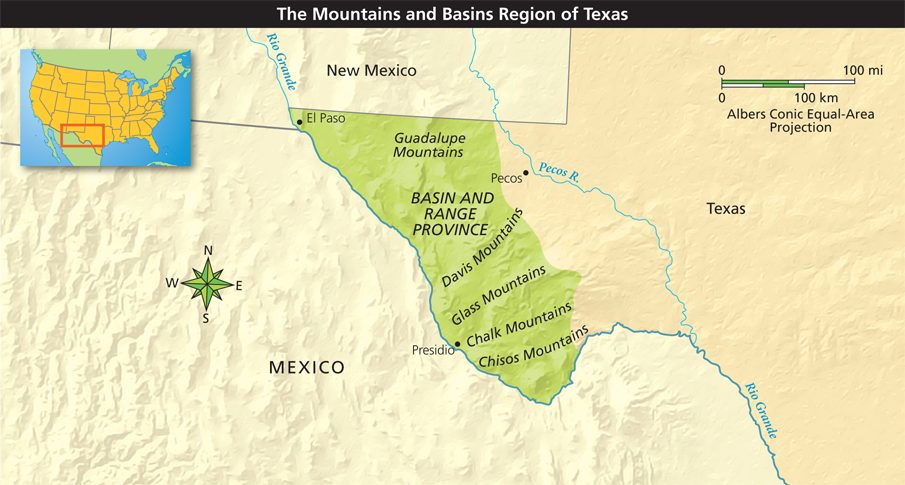 The Mountains and Basins Region of Texas
Rio Grande
New Mexico
0 100 mi
0 100 km
Albers Conic Equal-Area
Projection
El Paso
Guadalupe
Mountains
Pecos
Pecos R.
BASIN AND
RANGE
PROVINCE
Texas
Davis Mountains
N
W E
S
Glass Mountains
Chalk Mountains
Presidio
Chisos Mountains
MEXICO
Rio Grande